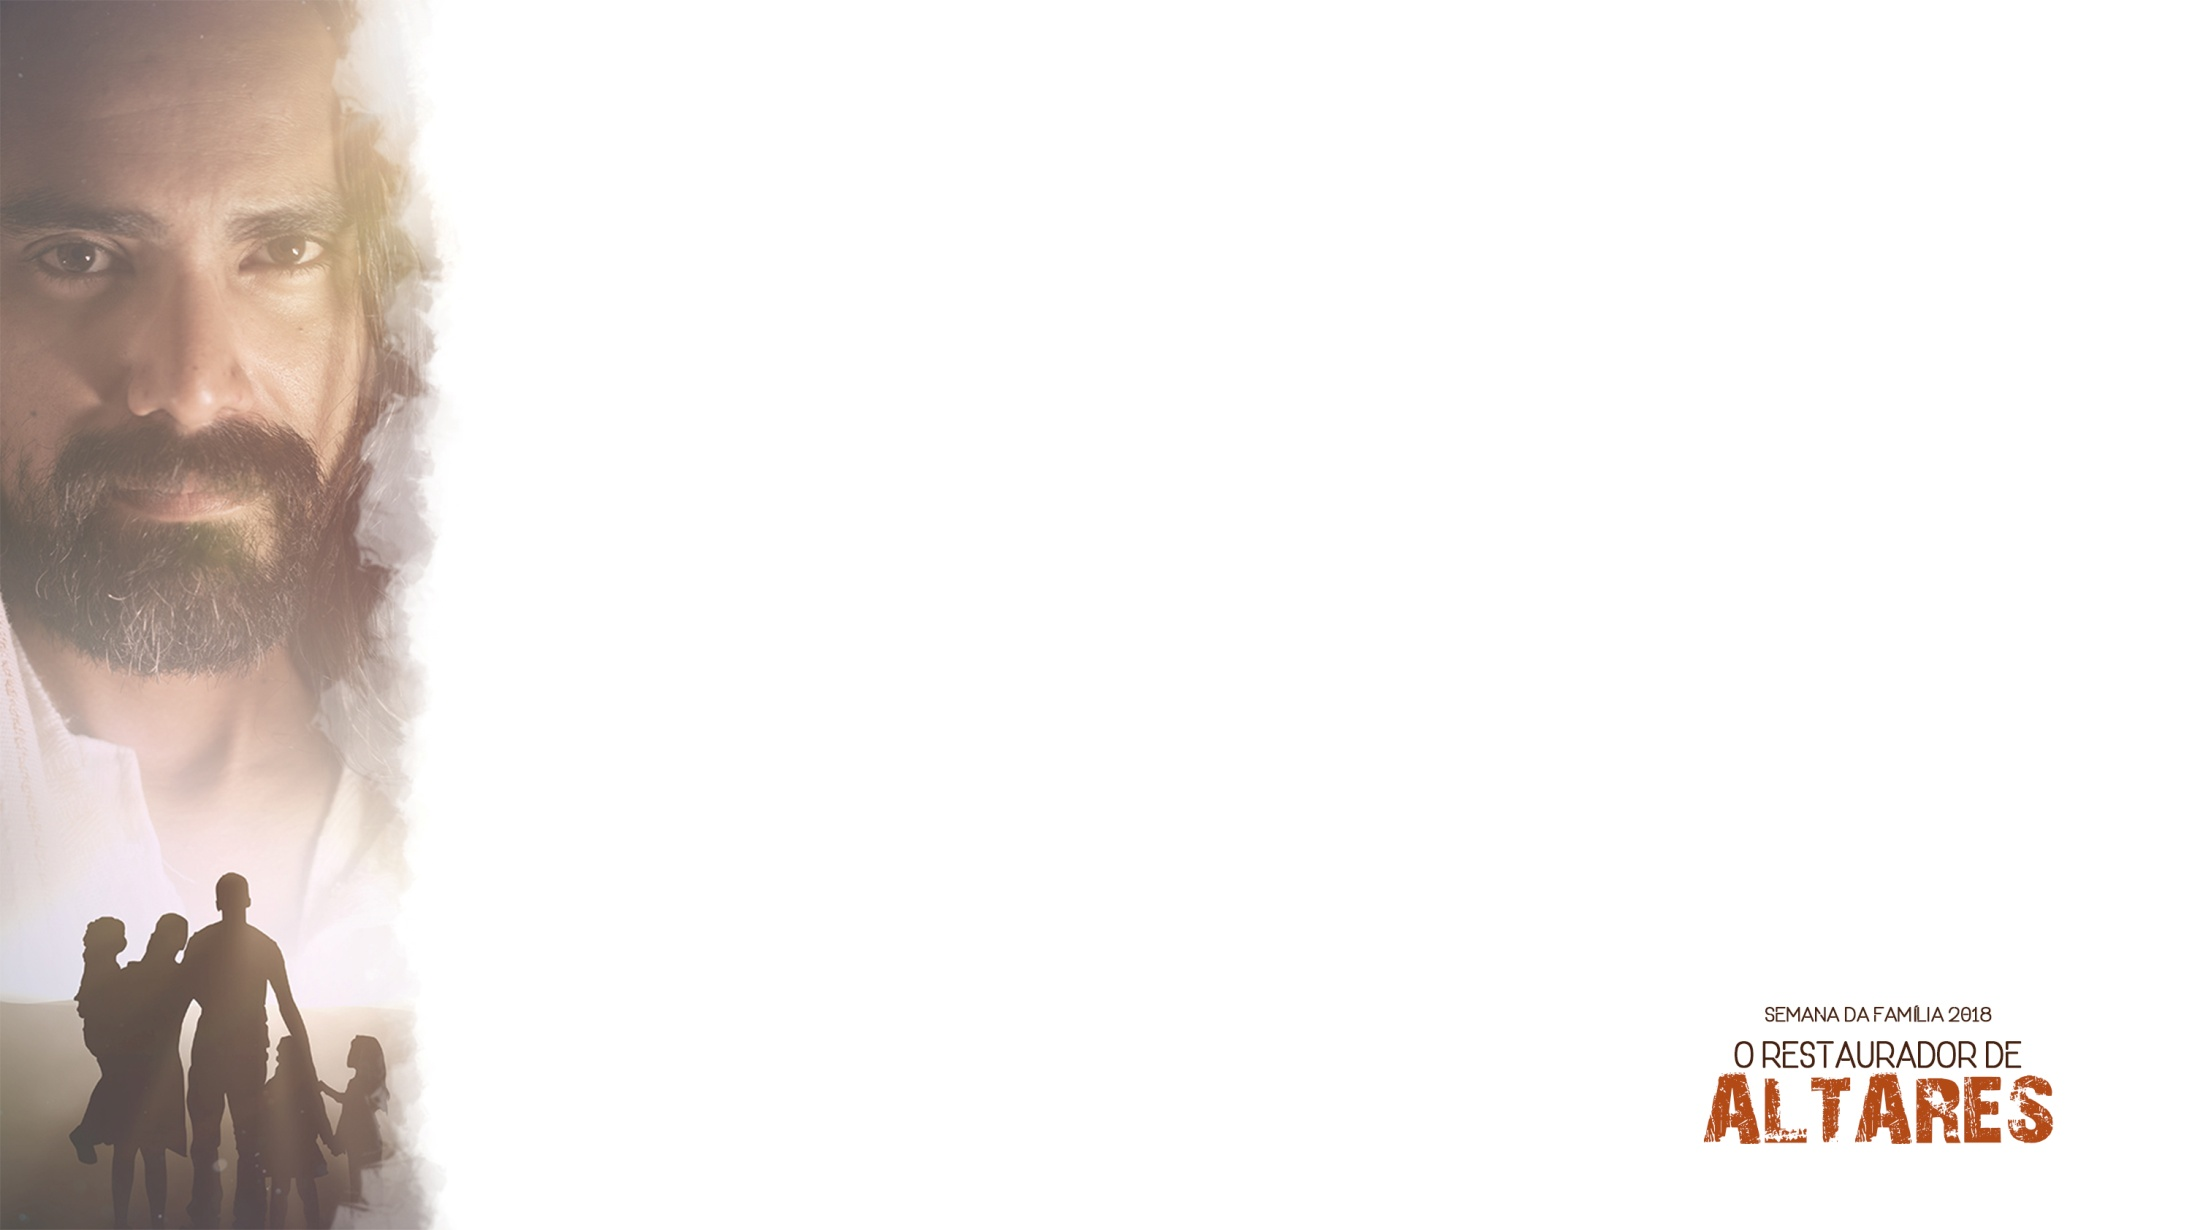 SEMANA DA FAMÍLIA 2018
O RESTAURADOR DE
ALTARES